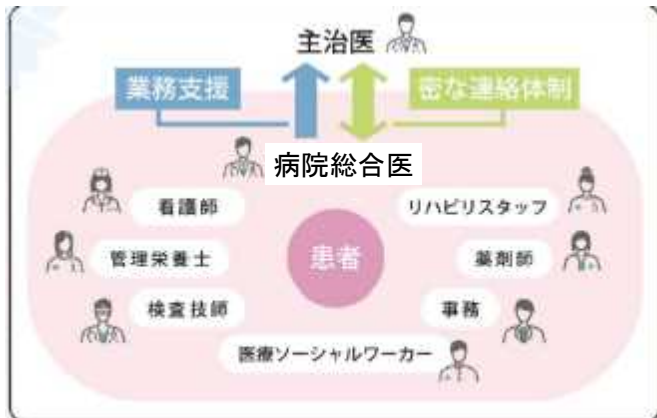 主治医
業務支援
密な連絡体制
病院総合医
看護師
リハビリスタッフ
管理栄養士
患者
薬剤師
検査技師
事務
医療ソーシャルワーカー